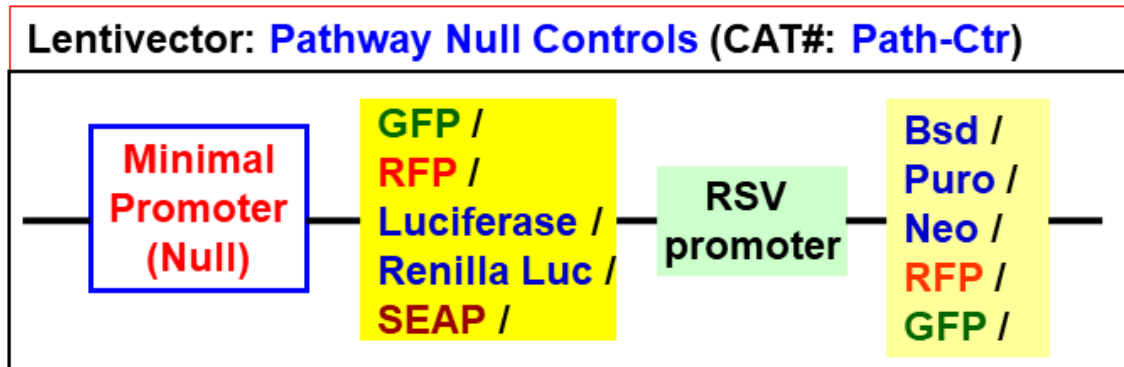 Lentivector: Pathway Null Controls (CAT#: Path-Ctr)
Minimal
Promoter
(Null)
GFP /
RFP /
Luciferase /
Renilla Luc /
SEAP /
RSV
promoter
Bsd /
Puro /
Neo /
RFP /
GFP /